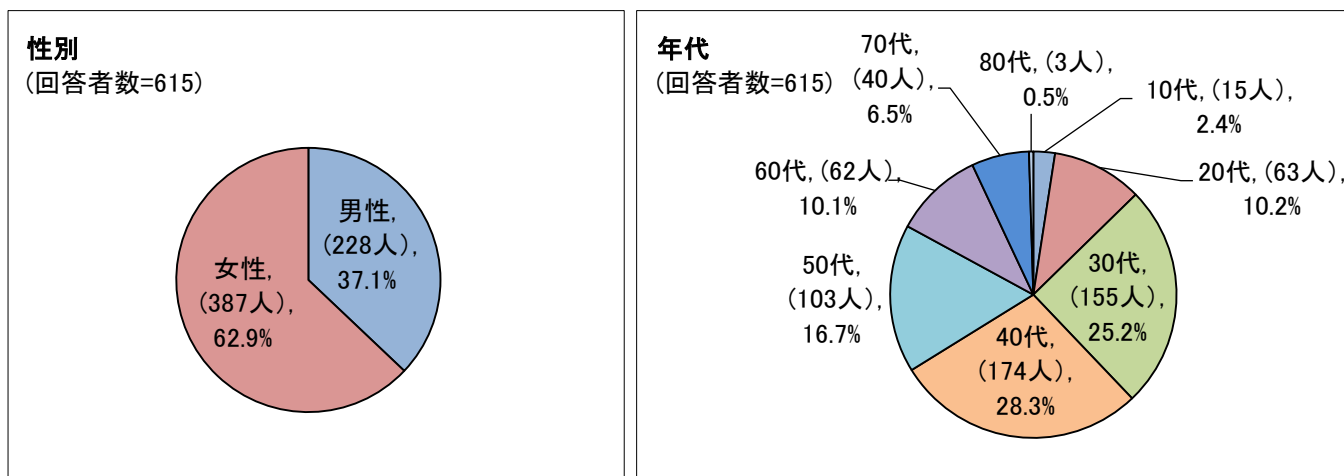 性別
(回答者数=615)
男性,
(228人),
37.1%
女性,
(387人),
62.9%
年代
(回答者数=615)
10代, (15人),
2.4%
20代, (63人),
10.2%
30代,
(155人),
25.2%
40代,
(174人),
28.3%
50代,
(103人),
16.7%
60代, (62人),
10.1%
70代,
(40人),
6.5%
80代, (3人),
0.5%